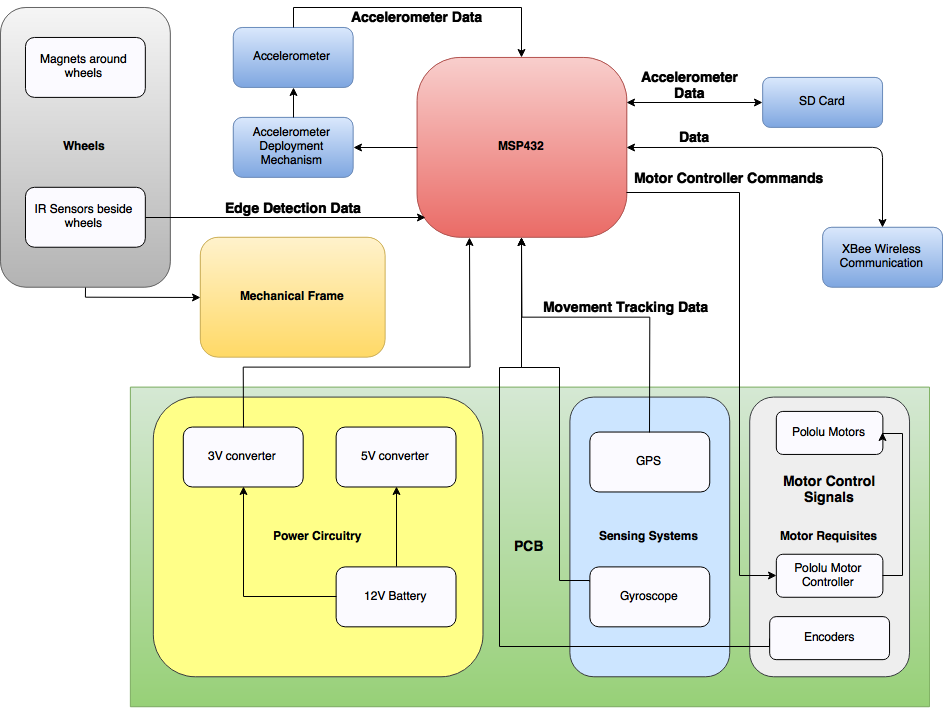 Accelerometer Data
Magnets around
wheels
Accelerometer
Accelerometer
Data
SD Card
Wheels
Accelerometer
Deployment
Mechanism
MSP432
Data
Motor Controller Commands
IR Sensors beside
wheels
Edge Detection Data
XBee Wireless
Communication
Mechanical Frame
Movement Tracking Data
3V converter
5V converter
GPS
Pololu Motors
Motor Control
Signals
Power Circuitry
PCB
Sensing Systems
Motor Requisites
12V Battery
Gyroscope
Pololu Motor
Controller
Encoders